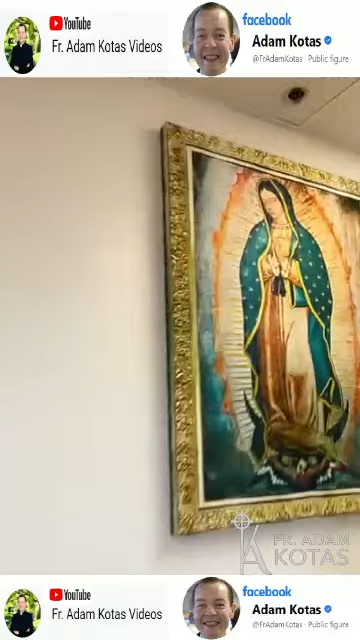 YouTube
Fr. Adam Kotas Videos
facebook
Adam Kotas
@FrAdamKotas · Public figure
FR. ADAM
KOTAS
YouTube
Fr. Adam Kotas Videos
facebook
Adam Kotas
@FrAdamKotas · Public figure